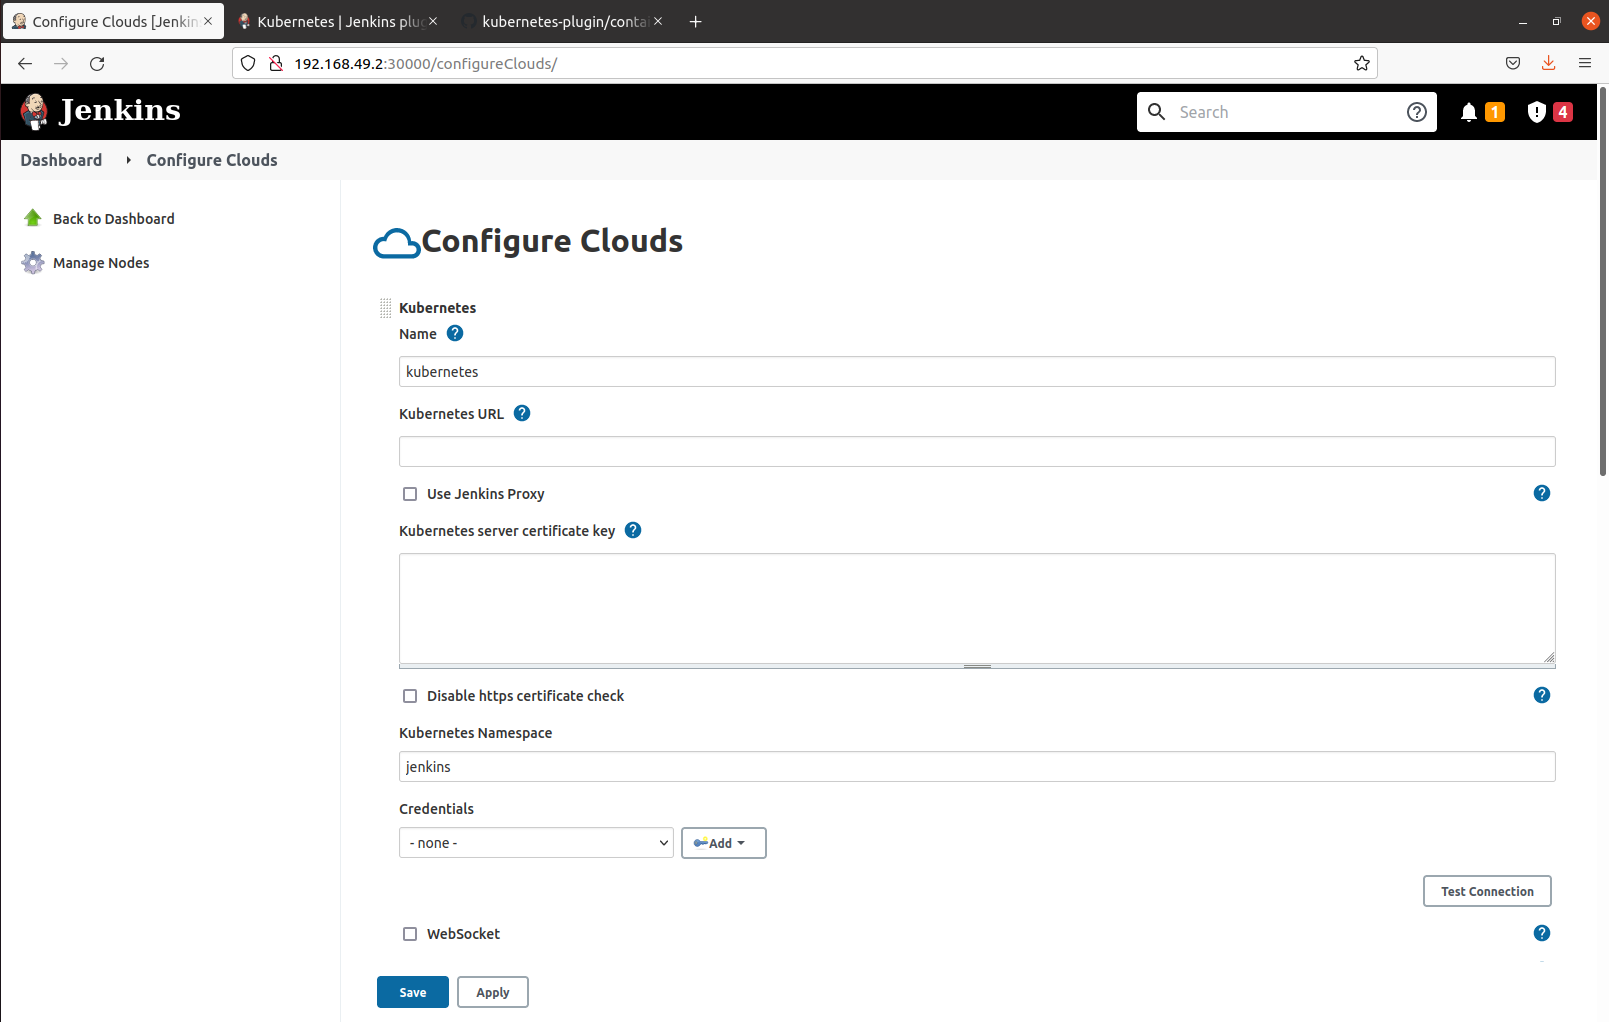 Configure Clouds [Jenkin
Kubernetes | Jenkins plug
kubernetes-plugin/conta
192.168.49.2:30000/configureClouds/
Jenkins
Search
1
4
Dashboard
Configure Clouds
Back to Dashboard
Manage Nodes
Configure Clouds
Kubernetes
Name
kubernetes
Kubernetes URL
Use Jenkins Proxy
Kubernetes server certificate key
Disable https certificate check
Kubernetes Namespace
jenkins
Credentials
- none -
Add
Test Connection
WebSocket
Save
Apply